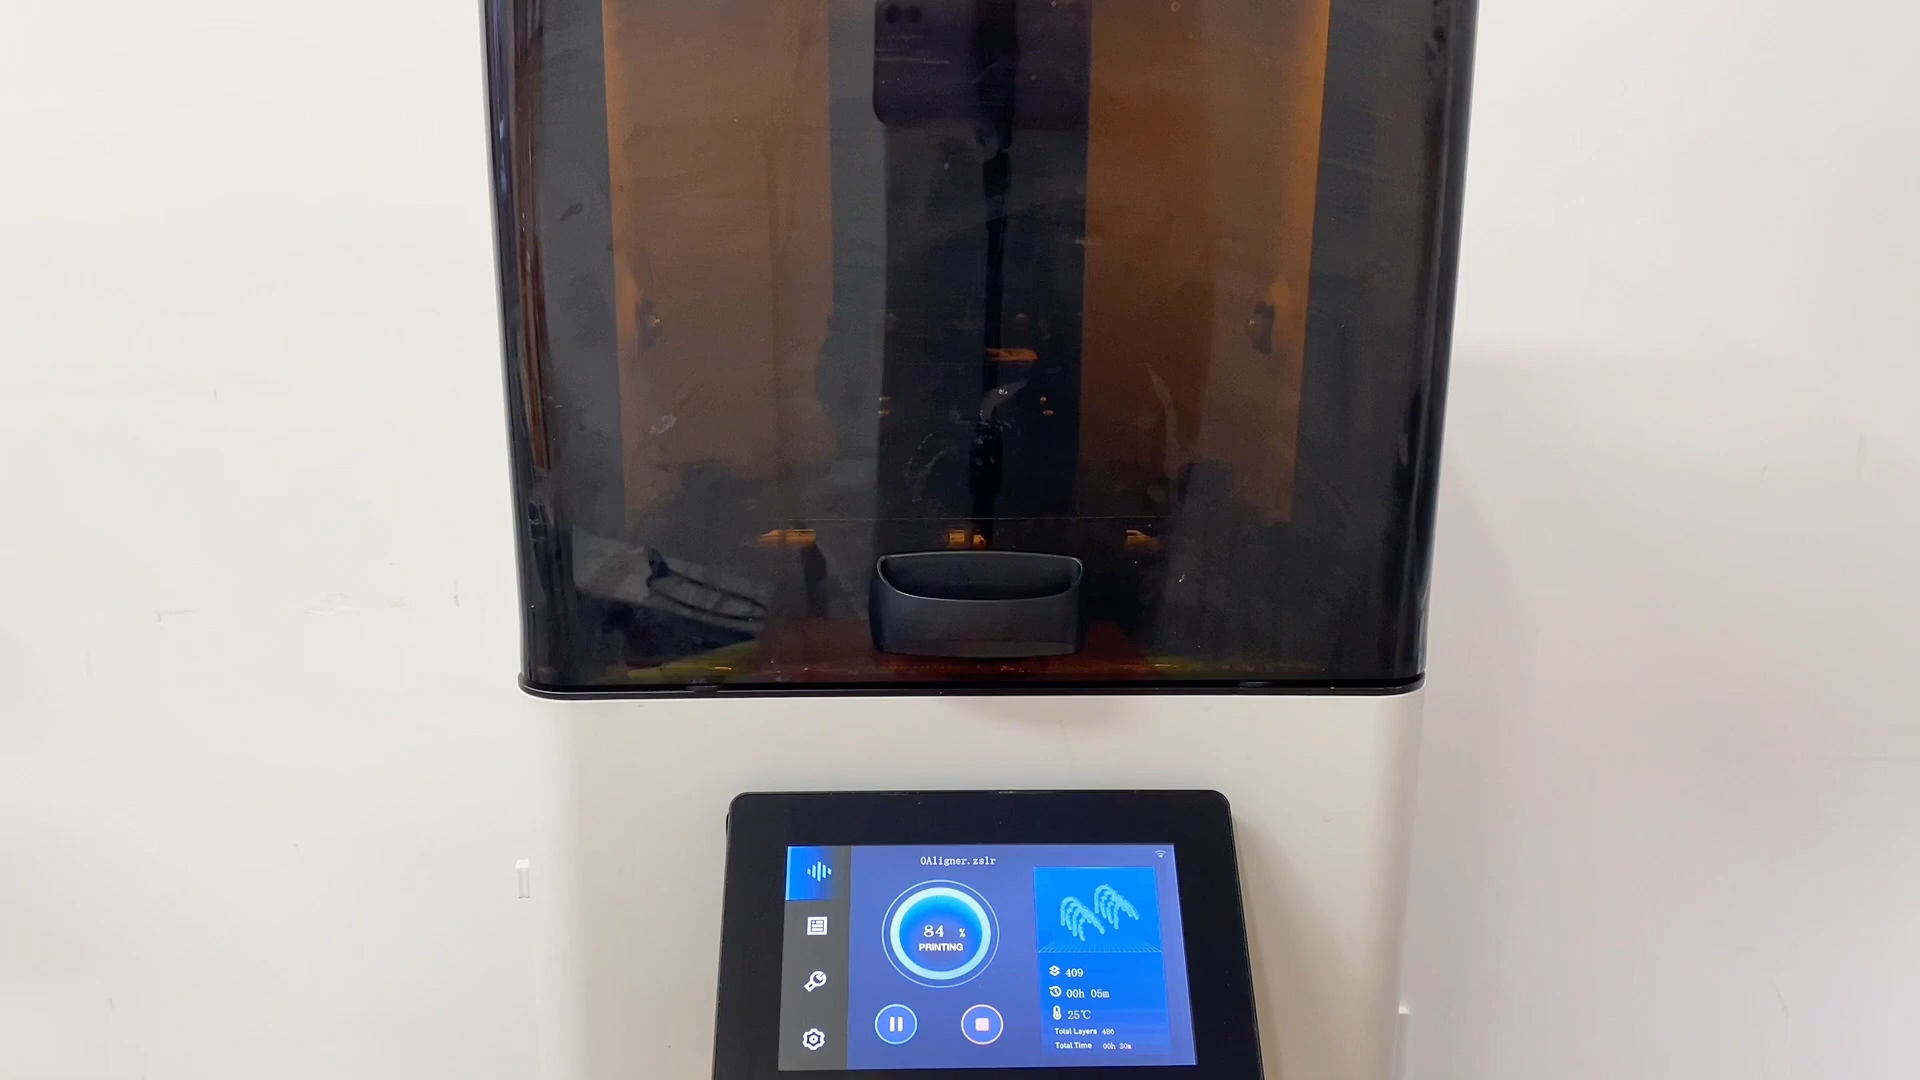 OAligner.zslr
84 %
PRINTING
409
00h 05m
25℃
Total Layers 486
Total Time 00h 30m